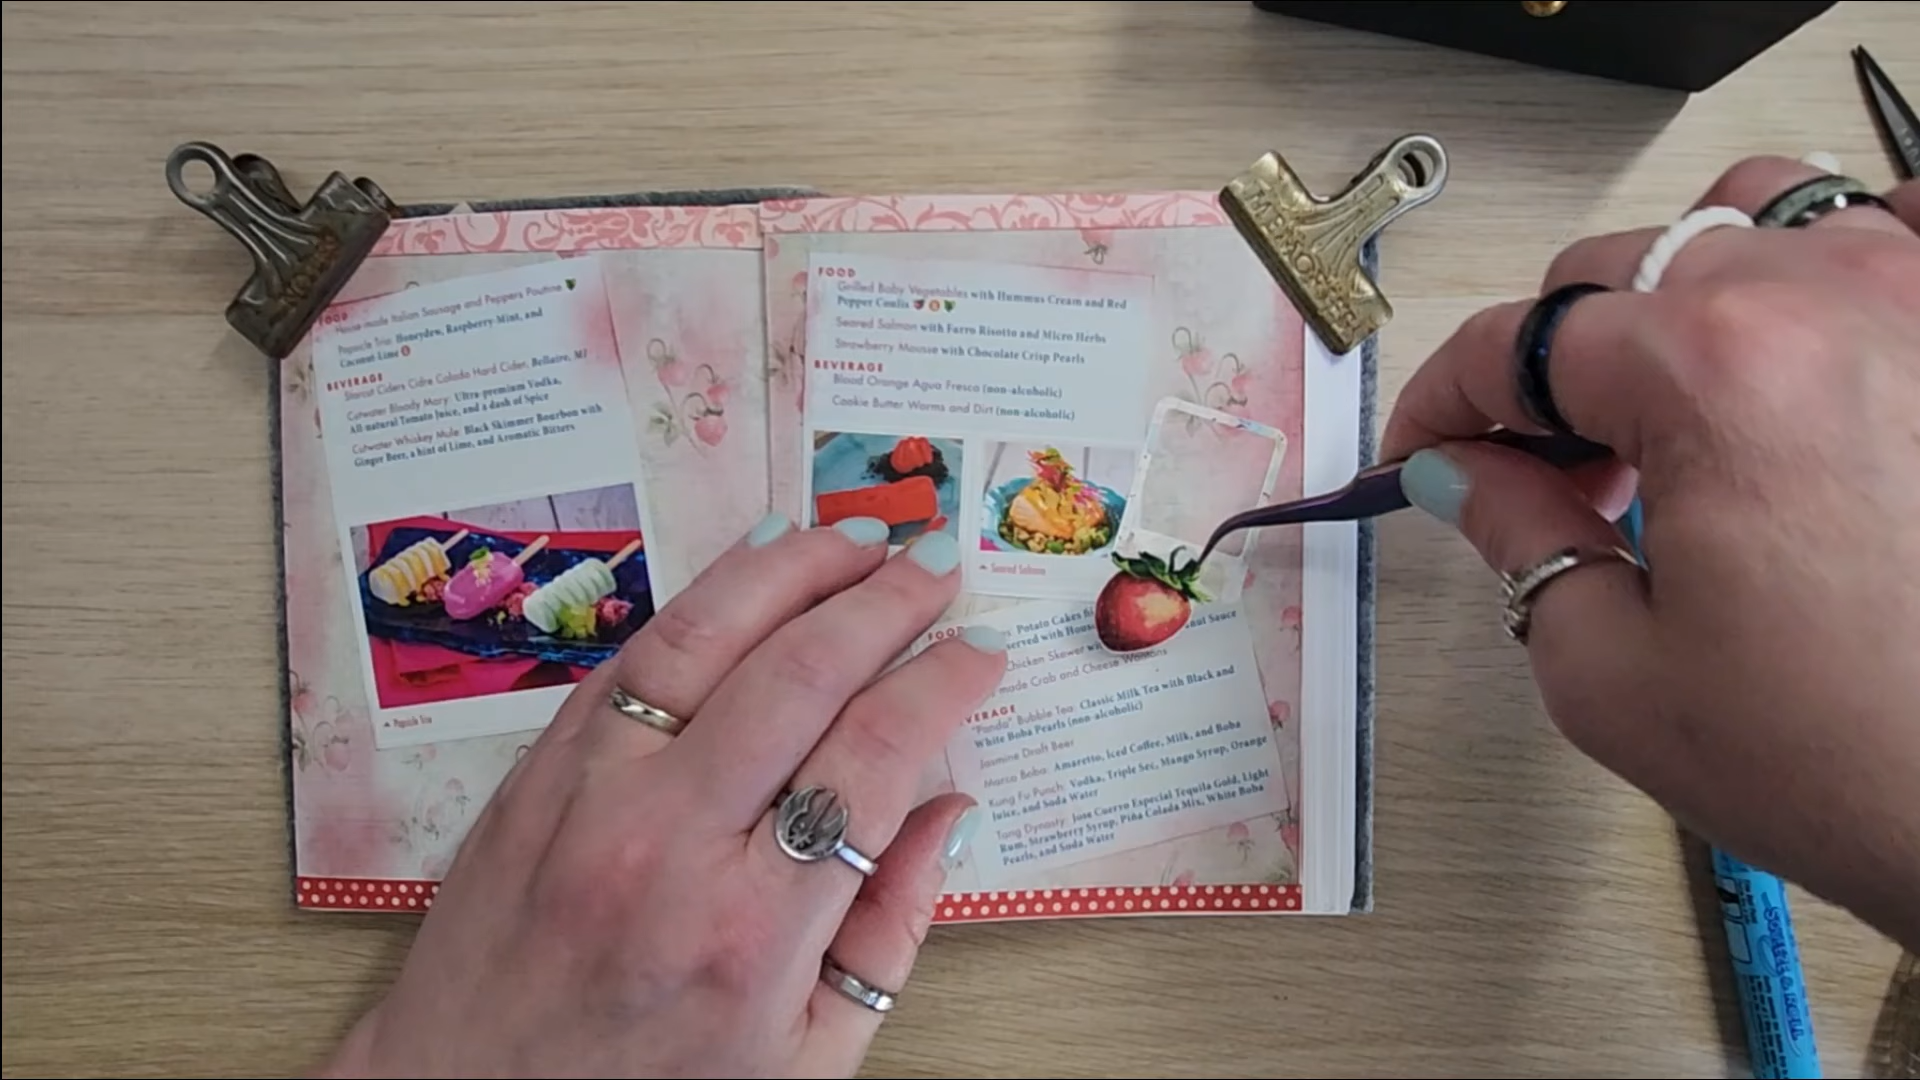 FOOD
House-made Italian Sausage and Peppers Poutine
Popsicle Trio: Honeydew, Raspberry-Mint, and
Coconut-Lime
BEVERAGE
Starcut Ciders Cidre Colada Hard Cider, Bellaire, MI
Cutwater Bloody Mary: Ultra-premium Vodka,
All-natural Tomato Juice, and a dash of Spice
Cutwater Whiskey Mule: Black Skimmer Bourbon with
Ginger Beer, a hint of Lime, and Aromatic Bitters
Popsicle Trio
FOOD
Grilled Baby Vegetables with Hummus Cream and Red
Pepper Coulis
Seared Salmon with Farro Risotto and Micro Herbs
Strawberry Mousse with Chocolate Crisp Pearls
BEVERAGE
Blood Orange Agua Fresca (non-alcoholic)
Cookie Butter Worms and Dirt (non-alcoholic)
Seared Salmon
FOOD
Potato Cakes
served with Sauce
Chicken Skewer
made Crab and Cheese Wontons
VERAGE
"Panda" Bubble Tea: Classic Milk Tea with Black and
White Boba Pearls (non-alcoholic)
Jasmine Draft Beer
Marco Boba: Amaretto, Iced Coffee, Milk, and Boba
Kung Fu Punch: Vodka, Triple Sec, Mango Syrup, Orange
Juice, and Soda Water
Tang Dynasty: Jose Cuervo Especial Tequila Gold, Light
Rum, Strawberry Syrup, Piña Colada Mix, White Boba
Pearls, and Soda Water